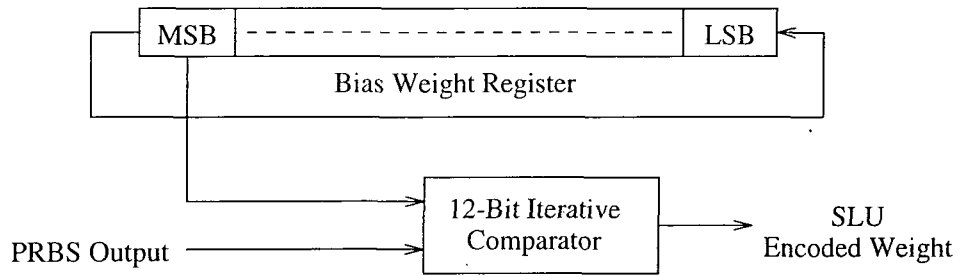 MSB
LSB
Bias Weight Register
12-Bit Iterative
Comparator
PRBS Output
SLU
Encoded Weight